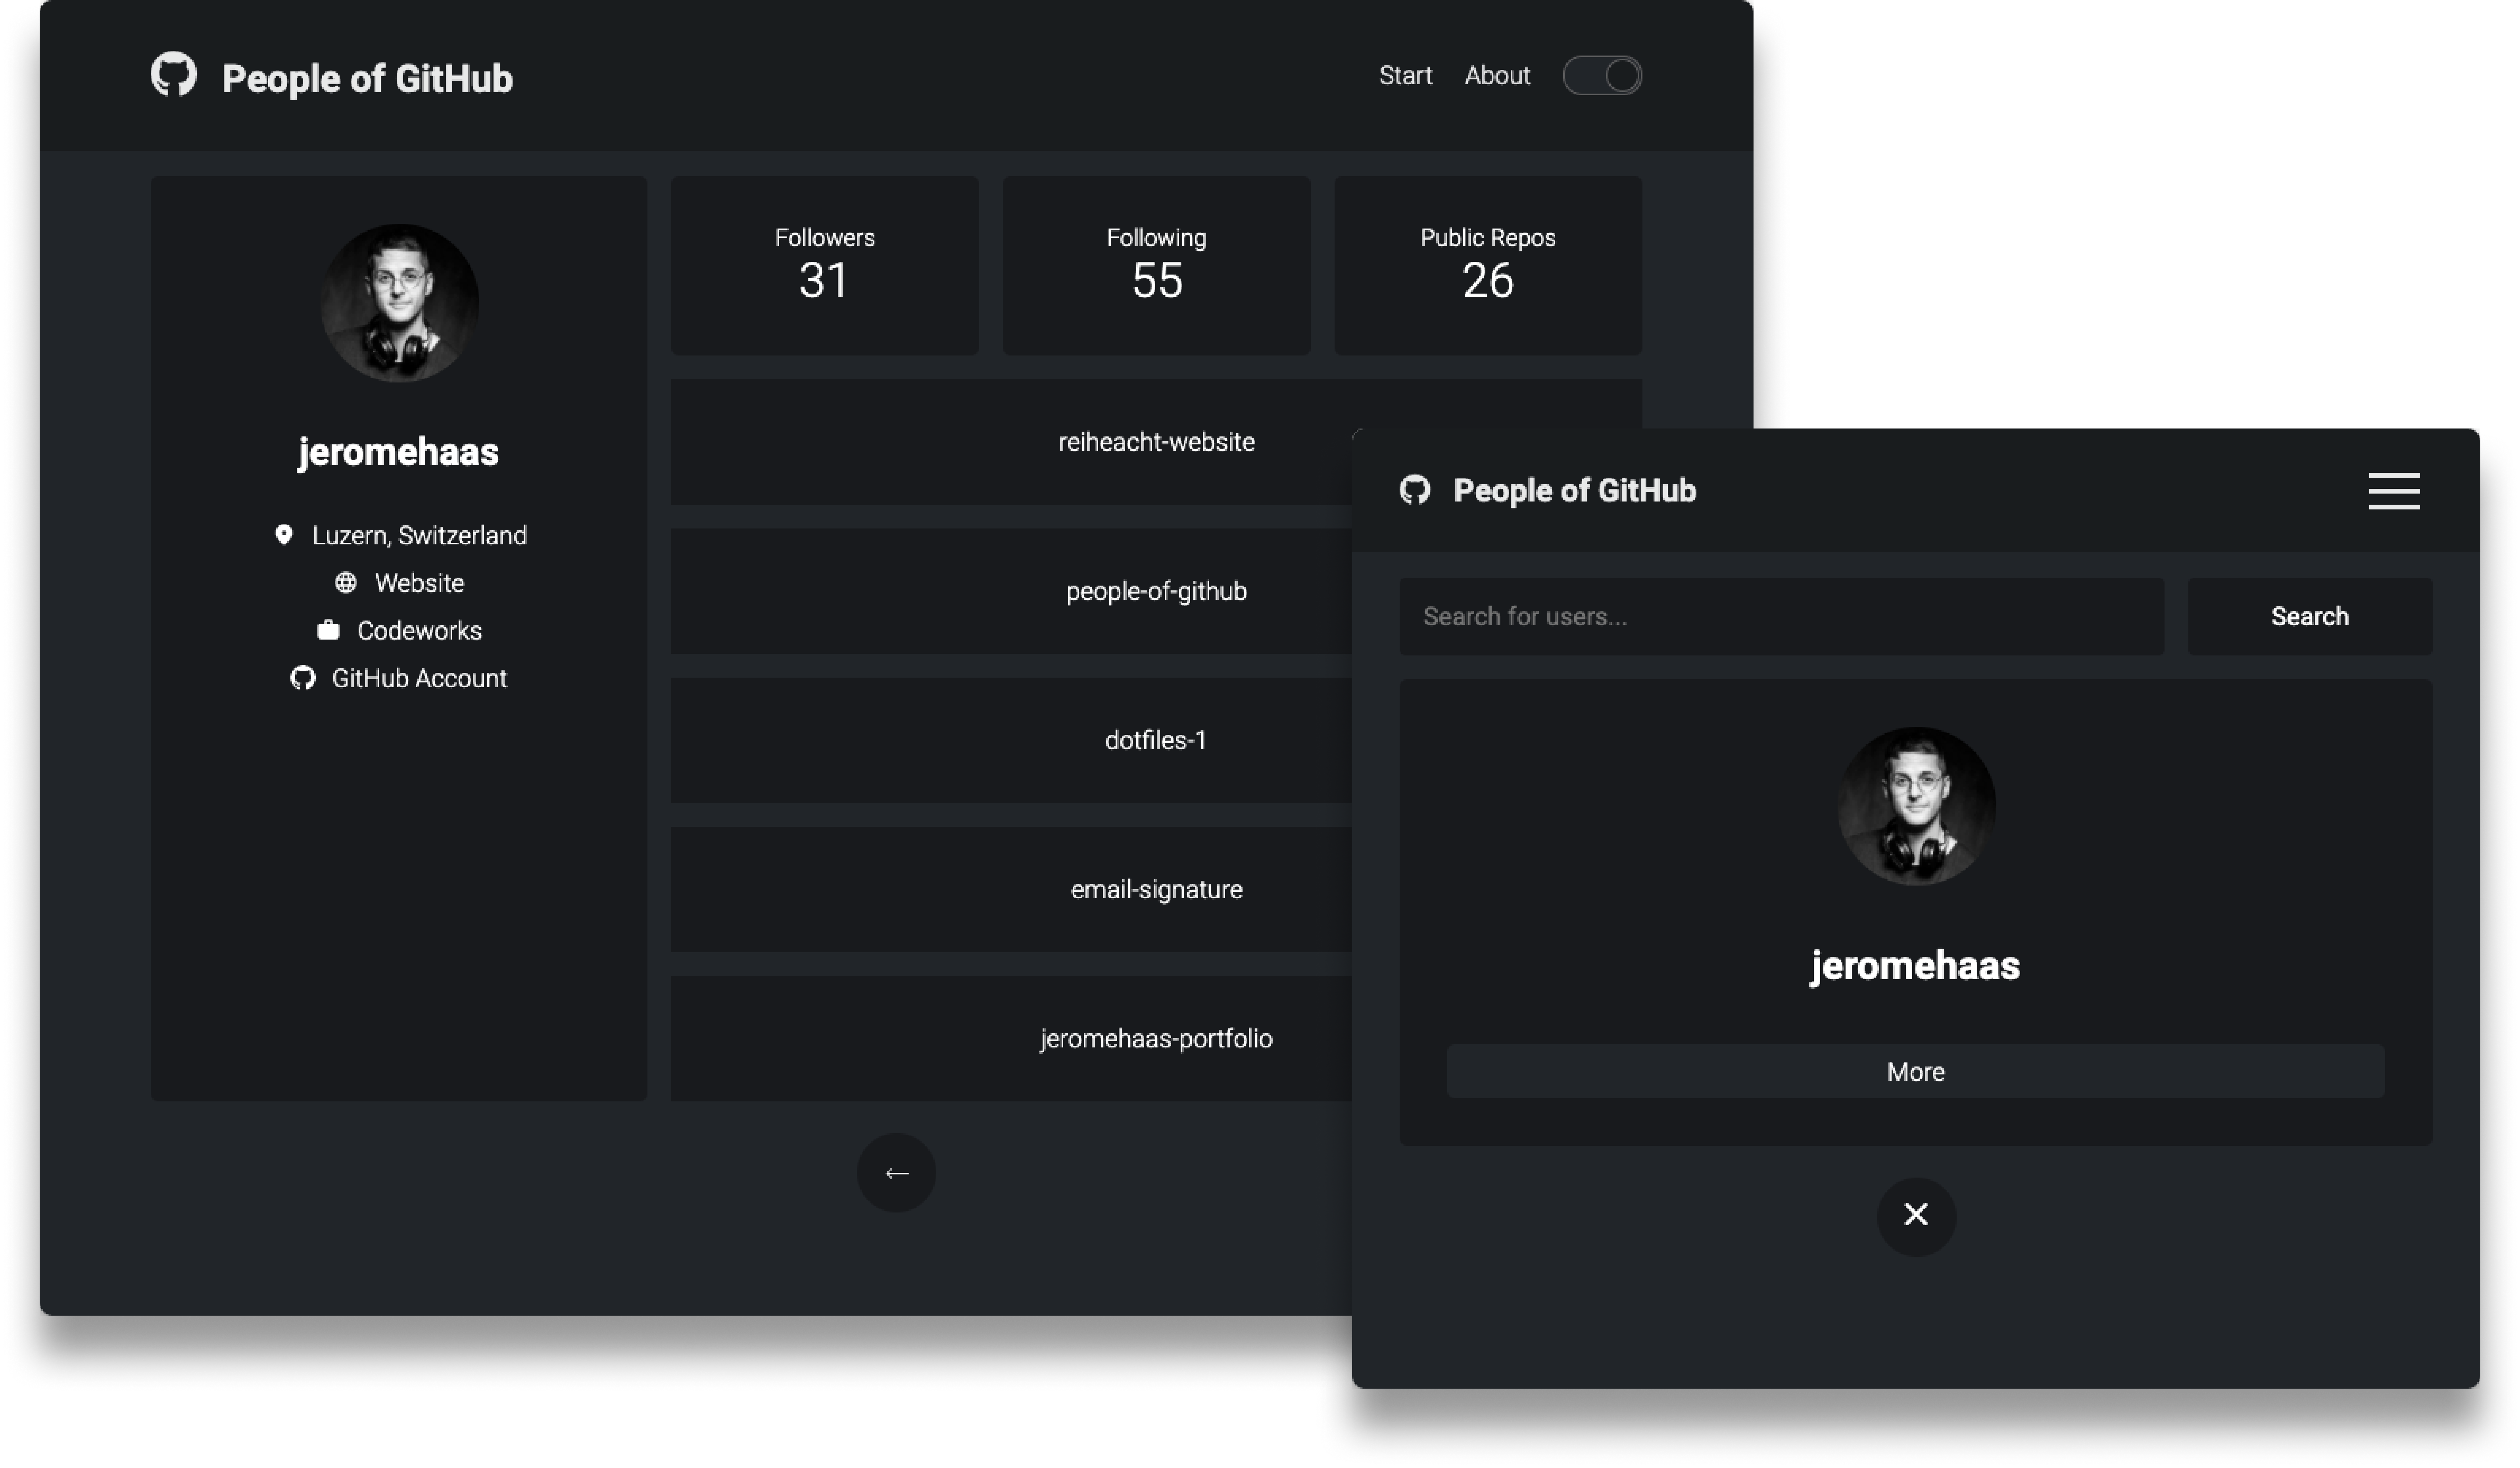 People of GitHub
Start About
jeromehaas
Luzern, Switzerland
Website
Codeworks
GitHub Account
Followers
31
Following
55
Public Repos
26
reiheacht-website
people-of-github
dotfiles-1
email-signature
jeromehaas-portfolio
People of GitHub
Search for users...
Search
jeromehaas
More